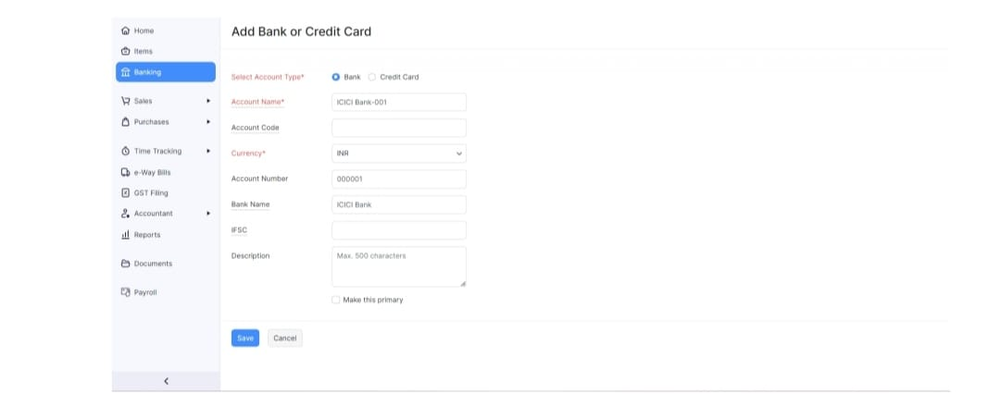 Home
Items
Banking
Sales
Purchases
Time Tracking
e-Way Bills
GST Filing
Accountant
Reports
Documents
Payroll
Add Bank or Credit Card
Select Account Type* Bank Credit Card
Account Name* ICICI Bank-001
Account Code
Currency* INR
Account Number 000001
Bank Name ICICI Bank
IFSC
Description Max. 500 characters
Make this primary
Save Cancel